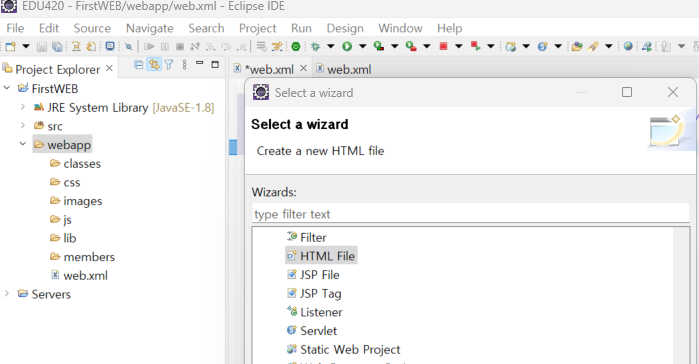 EDU420 - FirstWEB/webapp/web.xml - Eclipse IDE
File Edit Source Navigate Search Project Run Design Window Help
Project Explorer
*web.xml
web.xml
FirstWEB
JRE System Library [JavaSE-1.8]
src
webapp
classes
css
images
js
lib
members
web.xml
Servers
Select a wizard
Select a wizard
Create a new HTML file
Wizards:
type filter text
Filter
HTML File
JSP File
JSP Tag
Listener
Servlet
Static Web Project